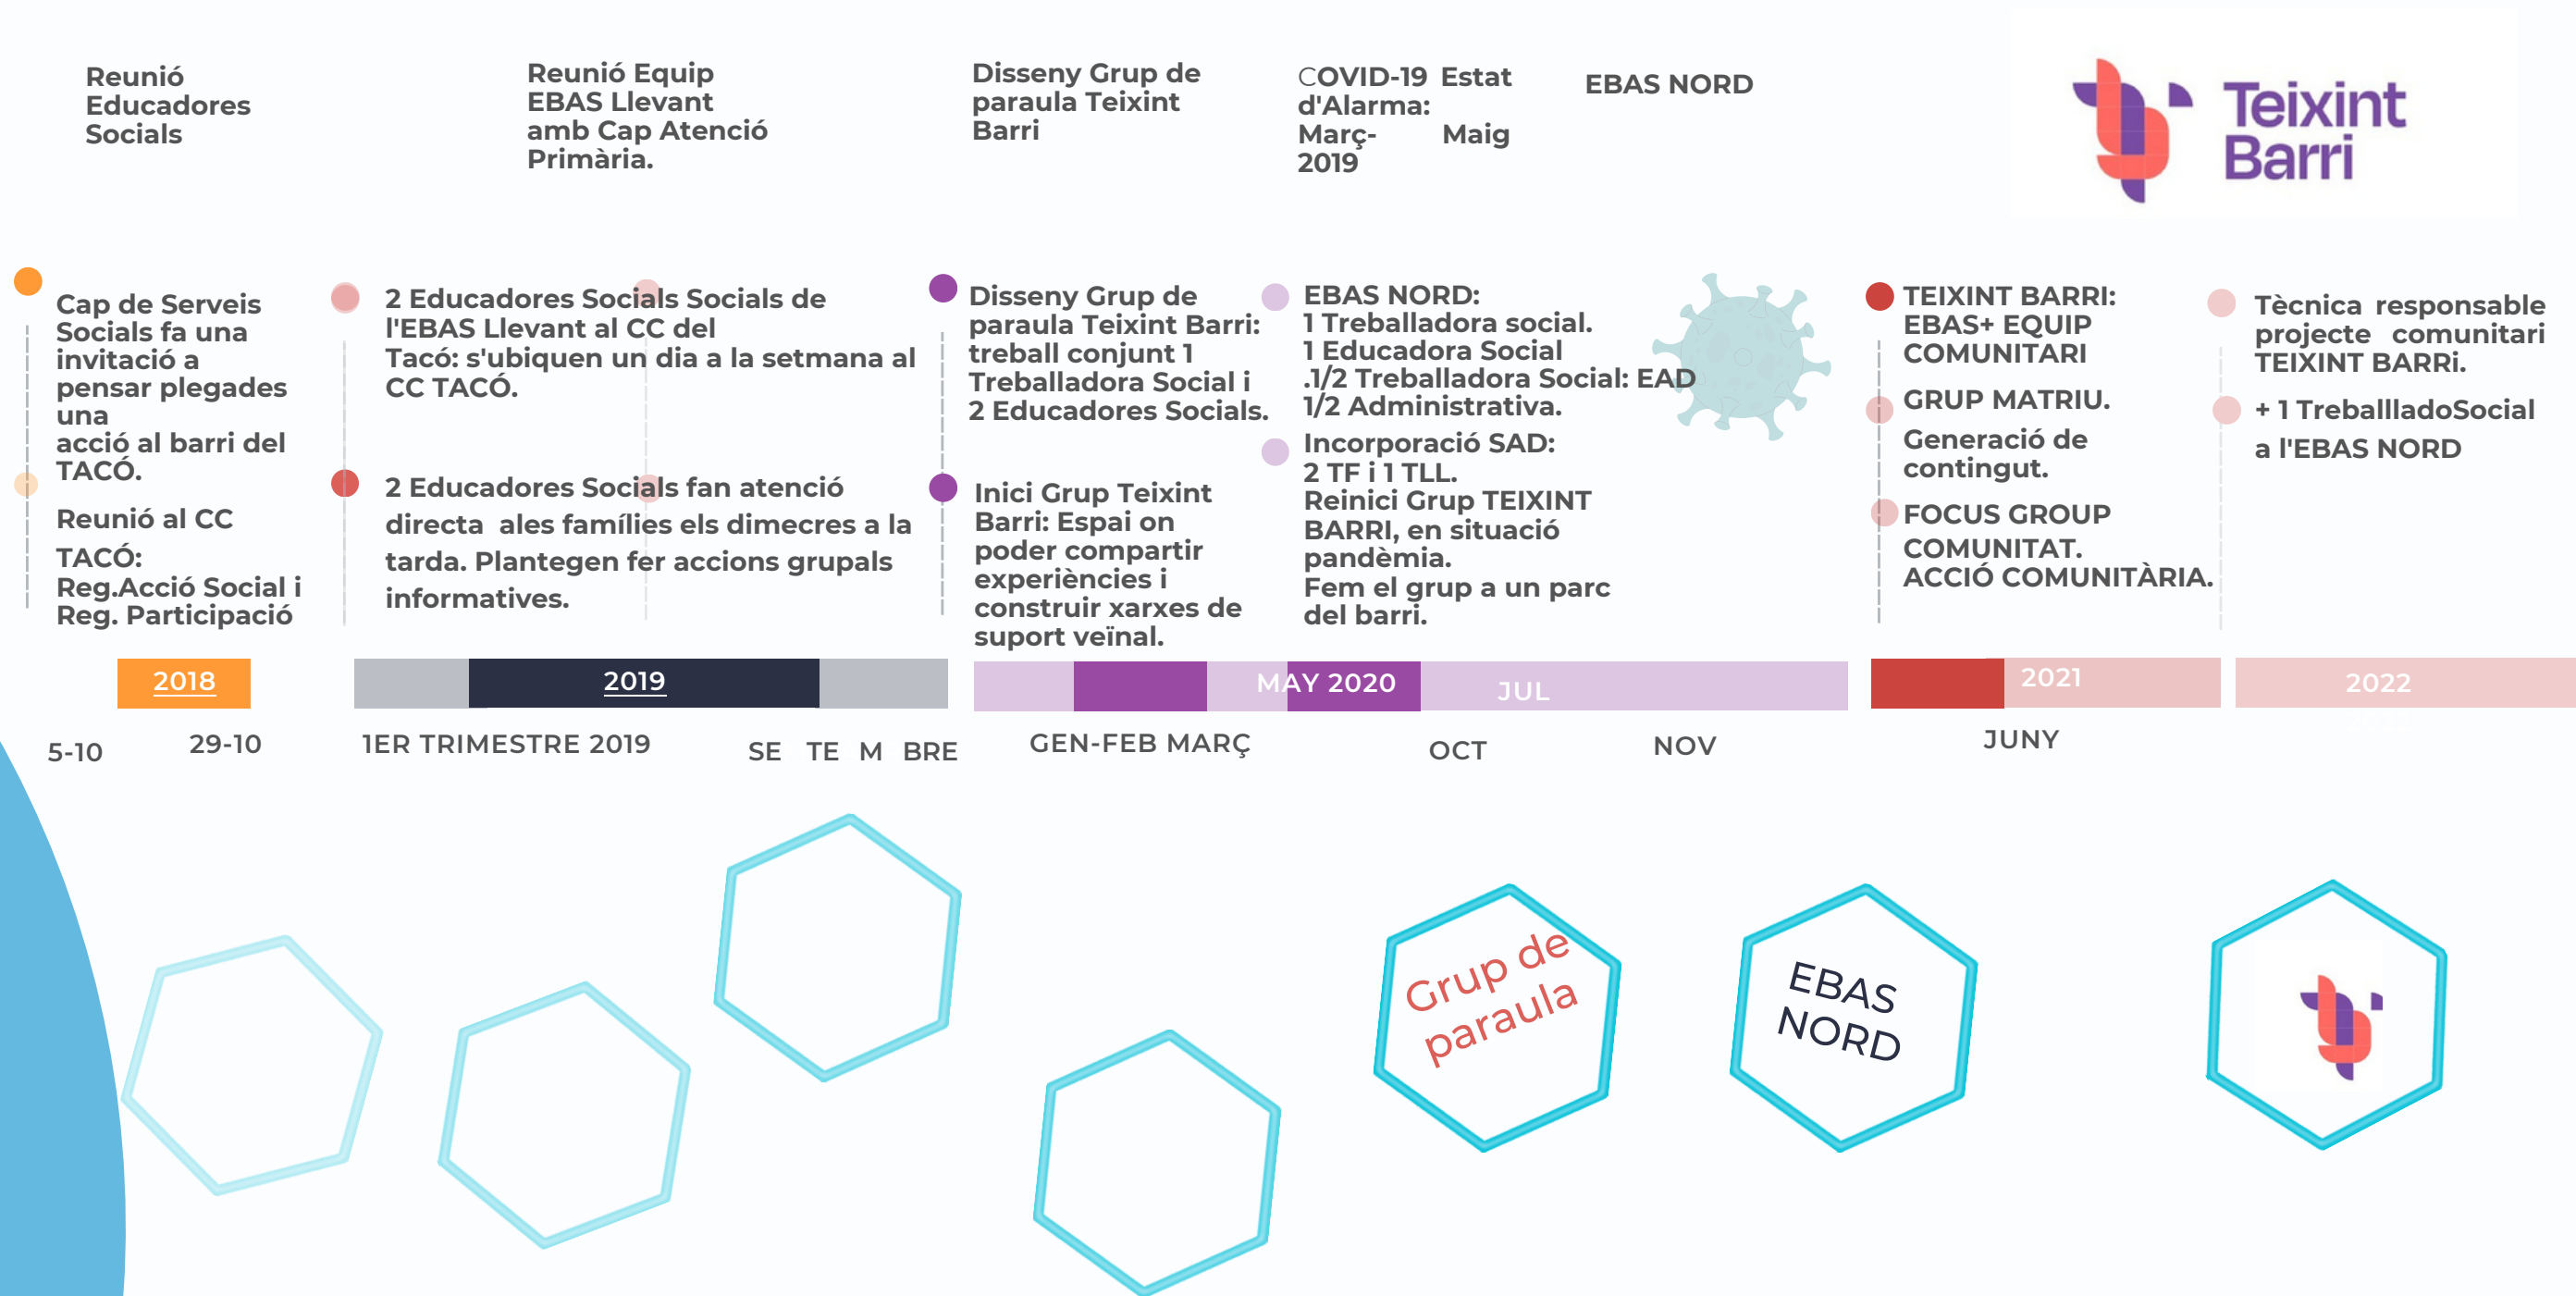 Reunió
Educadores
Socials
Reunió Equip
EBAS Llevant
amb Cap Atenció
Primària.
Disseny Grup de
paraula Teixint
Barri
COVID-19 Estat
d'Alarma:
Març- Maig
2019
EBAS NORD
Teixint
Barri
Cap de Serveis
Socials fa una
invitació a
pensar plegades
una
acció al barri del
TACÓ.
Reunió al CC
TACÓ:
Reg.Acció Social i
Reg. Participació
2 Educadores Socials Socials de
l'EBAS Llevant al CC del
Tacó: s'ubiquen un dia a la setmana al
CC TACÓ.
2 Educadores Socials fan atenció
directa ales famílies els dimecres a la
tarda. Plantegen fer accions grupals
informatives.
Disseny Grup de
paraula Teixint Barri:
treball conjunt 1
Treballadora Social i
2 Educadores Socials.
Inici Grup Teixint
Barri: Espai on
poder compartir
experiències i
construir xarxes de
suport veïnal.
EBAS NORD:
1 Treballadora social.
1 Educadora Social
.1/2 Treballadora Social: EAD
1/2 Administrativa.
Incorporació SAD:
2 TF i 1 TLL.
Reinici Grup TEIXINT
BARRI, en situació
pandèmia.
Fem el grup a un parc
del barri.
TEIXINT BARRI:
EBAS+ EQUIP
COMUNITARI
GRUP MATRIU.
Generació de
contingut.
FOCUS GROUP
COMUNITAT.
ACCIÓ COMUNITÀRIA.
Tècnica responsable
projecte comunitari
TEIXINT BARRi.
+ 1 TreballladoSocial
a l'EBAS NORD
2018
2019
MAY 2020
JUL
2021
2022
5-10
29-10
1ER TRIMESTRE 2019
SE TE M BRE
GEN-FEB MARÇ
OCT
NOV
JUNY
Grup de
paraula
EBAS
NORD